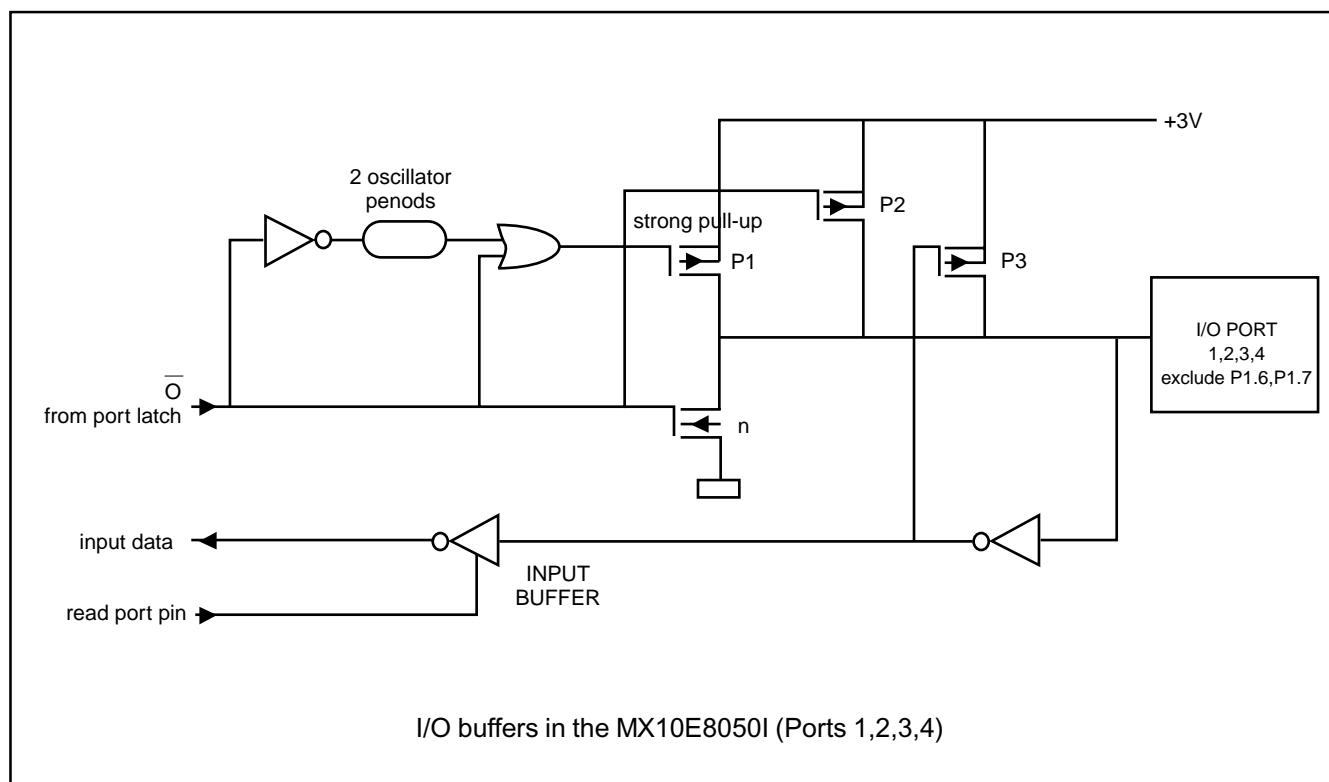 +3V
2 oscillator
penods
strong pull-up
P2
P1
P3
I/O PORT
1,2,3,4
exclude P1.6,P1.7
O
from port latch
n
input data
INPUT
BUFFER
read port pin
I/O buffers in the MX10E8050I (Ports 1,2,3,4)